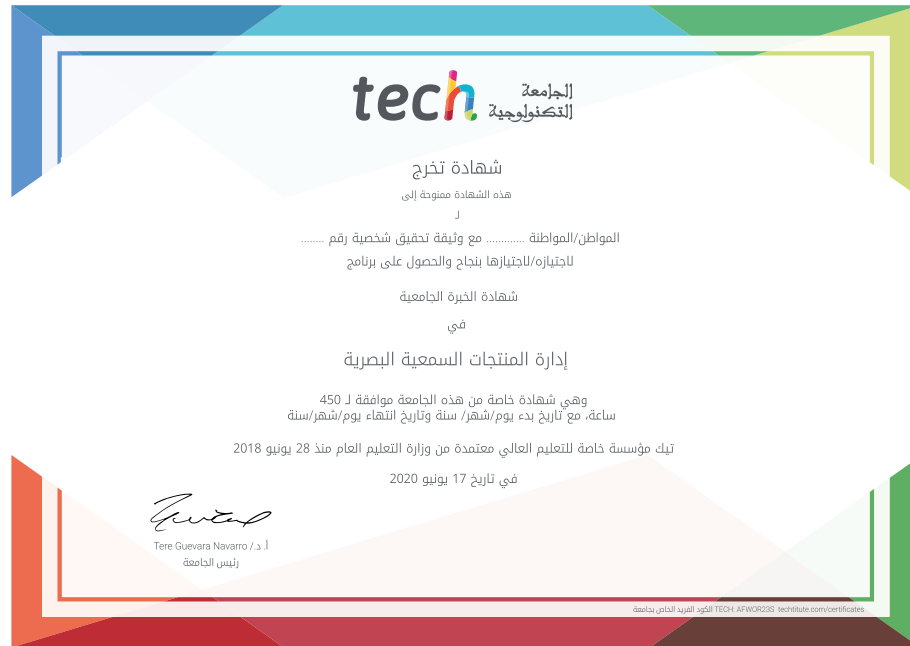 tech الجامعة
التكنولوجية
شهادة تخرج
هذه الشهادة ممنوحة إلى
لـ
المواطن/المواطنة ............ مع وثيقة تحقيق شخصية رقم ........
لاجتيازه/لاجتيازها بنجاح والحصول على برنامج
شهادة الخبرة الجامعية
في
إدارة المنتجات السمعية البصرية
وهي شهادة خاصة من هذه الجامعة موافقة لـ 450
ساعة، مع تاريخ بدء يوم/شهر/ سنة وتاريخ انتهاء يوم/شهر/سنة
تيك مؤسسة خاصة للتعليم العالي معتمدة من وزارة التعليم العام منذ 28 يونيو 2018
في تاريخ 17 يونيو 2020
أ. د./ Tere Guevara Navarro
رئيس الجامعة
الكود الفريد الخاص بجامعة TECH: AFWOR23S techtitute.com/certificates